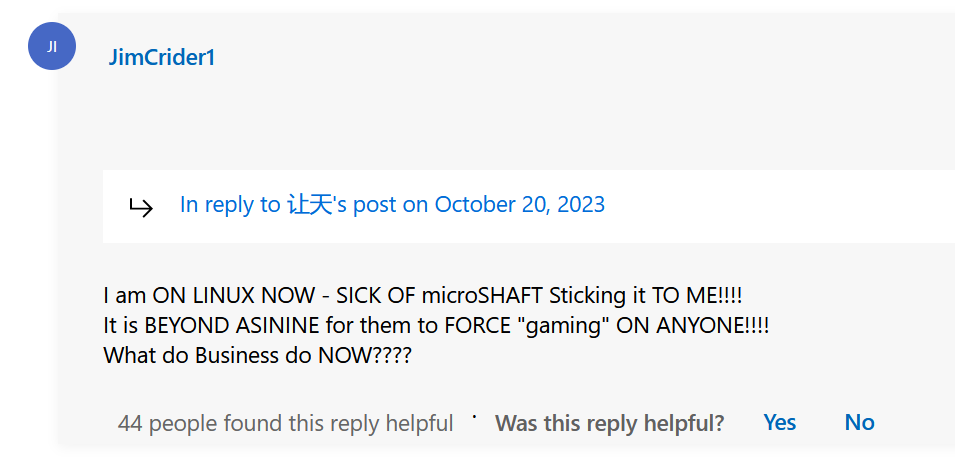 JI
JimCrider1
In reply to 让天's post on October 20, 2023
I am ON LINUX NOW - SICK OF microSHAFT Sticking it TO ME!!!!
It is BEYOND ASININE for them to FORCE "gaming" ON ANYONE!!!!
What do Business do NOW????
44 people found this reply helpful · Was this reply helpful? Yes No